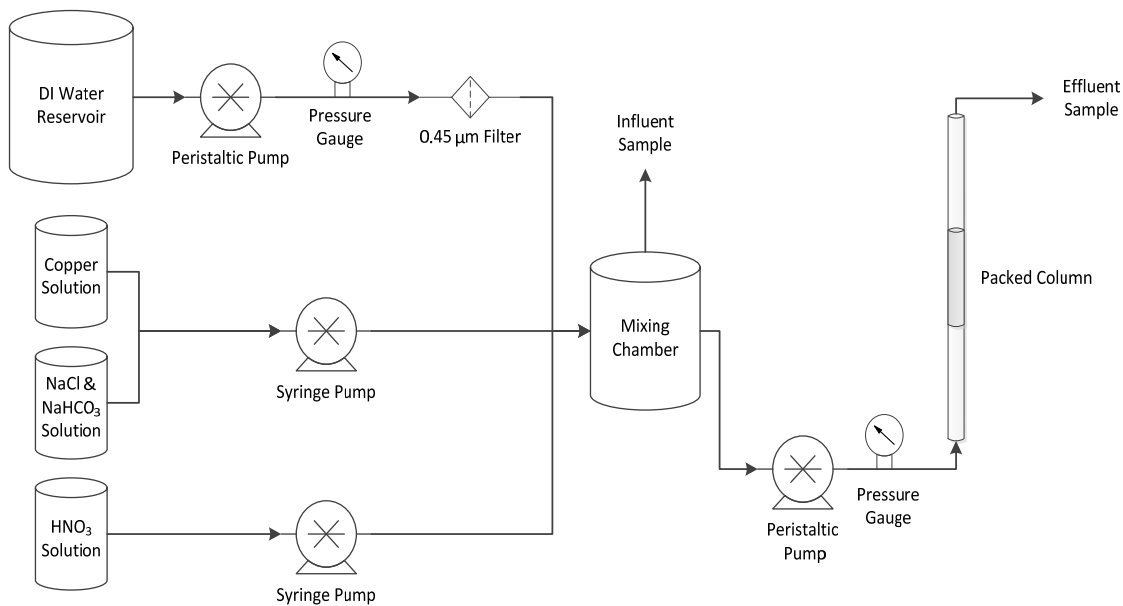 DI Water
Reservoir
Peristaltic Pump
Pressure
Gauge
0.45 µm Filter
Influent
Sample
Effluent
Sample
Copper
Solution
NaCl &
NaHCO₃
Solution
Syringe Pump
Mixing
Chamber
Packed Column
HNO₃
Solution
Syringe Pump
Peristaltic
Pump
Pressure
Gauge